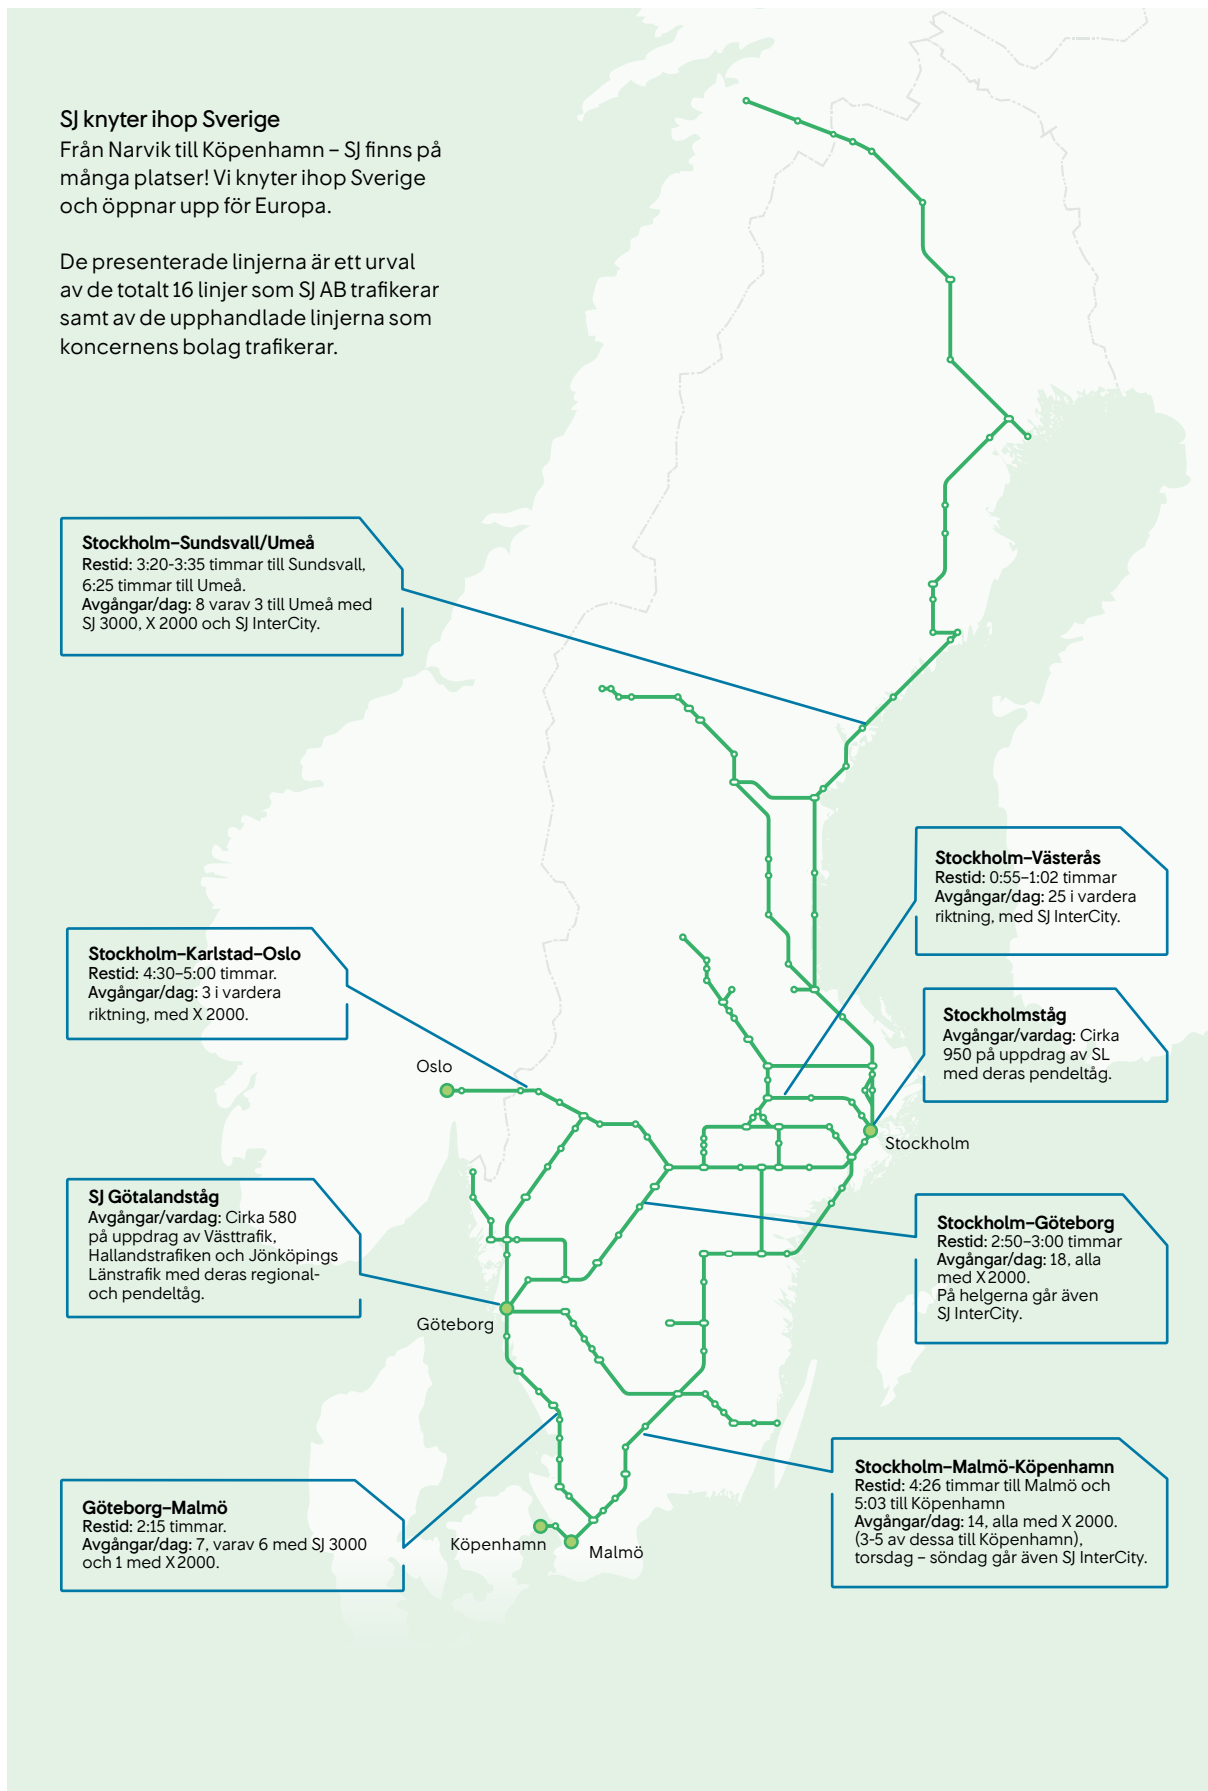 SJ knyter ihop Sverige
Från Narvik till Köpenhamn – SJ finns på
många platser! Vi knyter ihop Sverige
och öppnar upp för Europa.
De presenterade linjerna är ett urval
av de totalt 16 linjer som SJ AB trafikerar
samt av de upphandlade linjerna som
koncernens bolag trafikerar.
Stockholm–Sundsvall/Umeå
Restid: 3:20-3:35 timmar till Sundsvall,
6:25 timmar till Umeå.
Avgångar/dag: 8 varav 3 till Umeå med
SJ 3000, X 2000 och SJ InterCity.
Stockholm–Västerås
Restid: 0:55–1:02 timmar
Avgångar/dag: 25 i vardera
riktning, med SJ InterCity.
Stockholm–Karlstad–Oslo
Restid: 4:30–5:00 timmar.
Avgångar/dag: 3 i vardera
riktning, med X 2000.
Stockholmståg
Avgångar/vardag: Cirka
950 på uppdrag av SL
med deras pendeltåg.
Oslo
Stockholm
SJ Götalandståg
Avgångar/vardag: Cirka 580
på uppdrag av Västtrafik,
Hallandstrafiken och Jönköpings
Länstrafik med deras regional-
och pendeltåg.
Stockholm–Göteborg
Restid: 2:50–3:00 timmar
Avgångar/dag: 18, alla
med X 2000.
På helgerna går även
SJ InterCity.
Göteborg
Stockholm–Malmö-Köpenhamn
Restid: 4:26 timmar till Malmö och
5:03 till Köpenhamn
Avgångar/dag: 14, alla med X 2000.
(3-5 av dessa till Köpenhamn),
torsdag – söndag går även SJ InterCity.
Göteborg–Malmö
Restid: 2:15 timmar.
Avgångar/dag: 7, varav 6 med SJ 3000
och 1 med X 2000.
Köpenhamn
Malmö